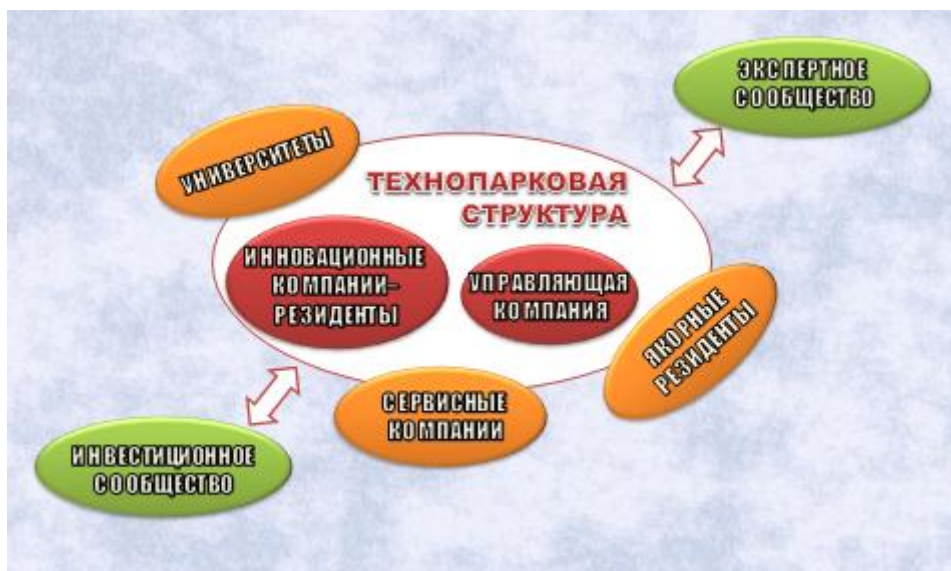 ЭКСПЕРТНОЕ
СООБЩЕСТВО
УНИВЕРСИТЕТЫ
ТЕХНОПАРКОВАЯ
СТРУКТУРА
ИННОВАЦИОННЫЕ
КОМПАНИИ–
РЕЗИДЕНТЫ
УПРАВЛЯЮЩАЯ
КОМПАНИЯ
ЯКОРНЫЕ
РЕЗИДЕНТЫ
СЕРВИСНЫЕ
КОМПАНИИ
ИНВЕСТИЦИОННОЕ
СООБЩЕСТВО